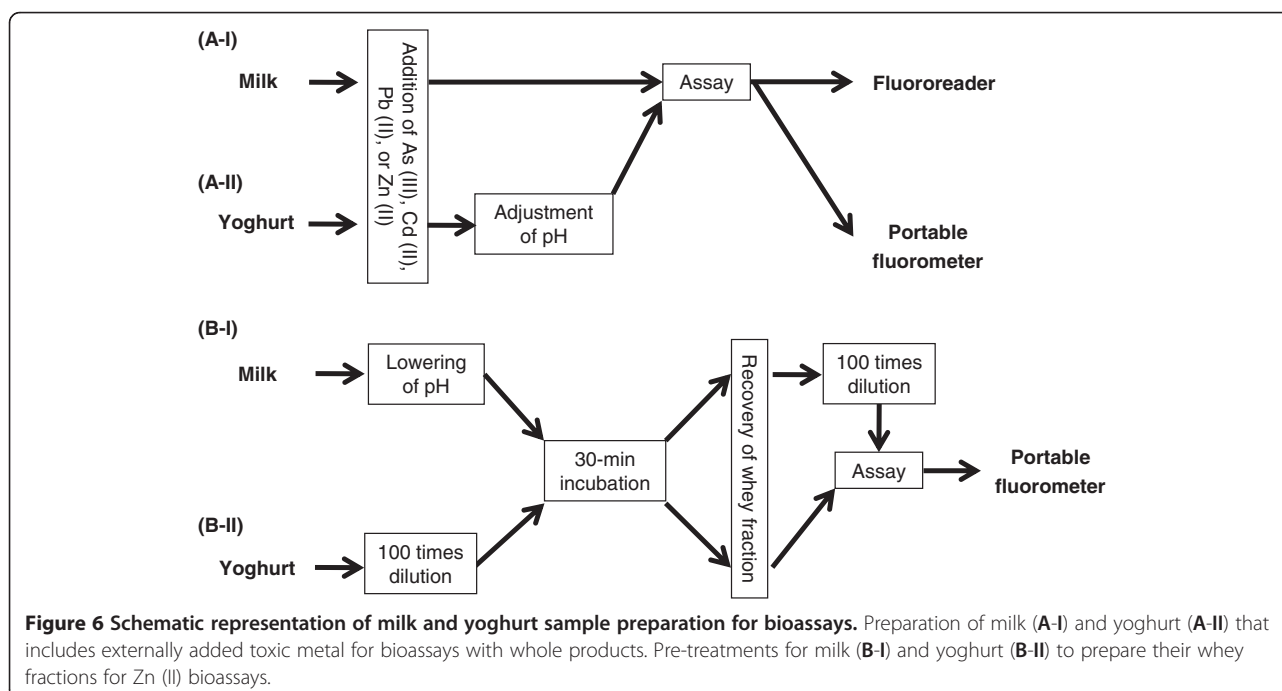 (A-I)
Milk
Addition of As (III), Cd (II),
Pb (II), or Zn (II)
Assay
Fluororeader
(A-II)
Yoghurt
Adjustment
of pH
Portable
fluorometer
(B-I)
Milk
Lowering
of pH
30-min
incubation
Recovery of whey fraction
100 times
dilution
Assay
Portable
fluorometer
(B-II)
Yoghurt
100 times
dilution
Figure 6 Schematic representation of milk and yoghurt sample preparation for bioassays. Preparation of milk (A-I) and yoghurt (A-II) that
includes externally added toxic metal for bioassays with whole products. Pre-treatments for milk (B-I) and yoghurt (B-II) to prepare their whey
fractions for Zn (II) bioassays.